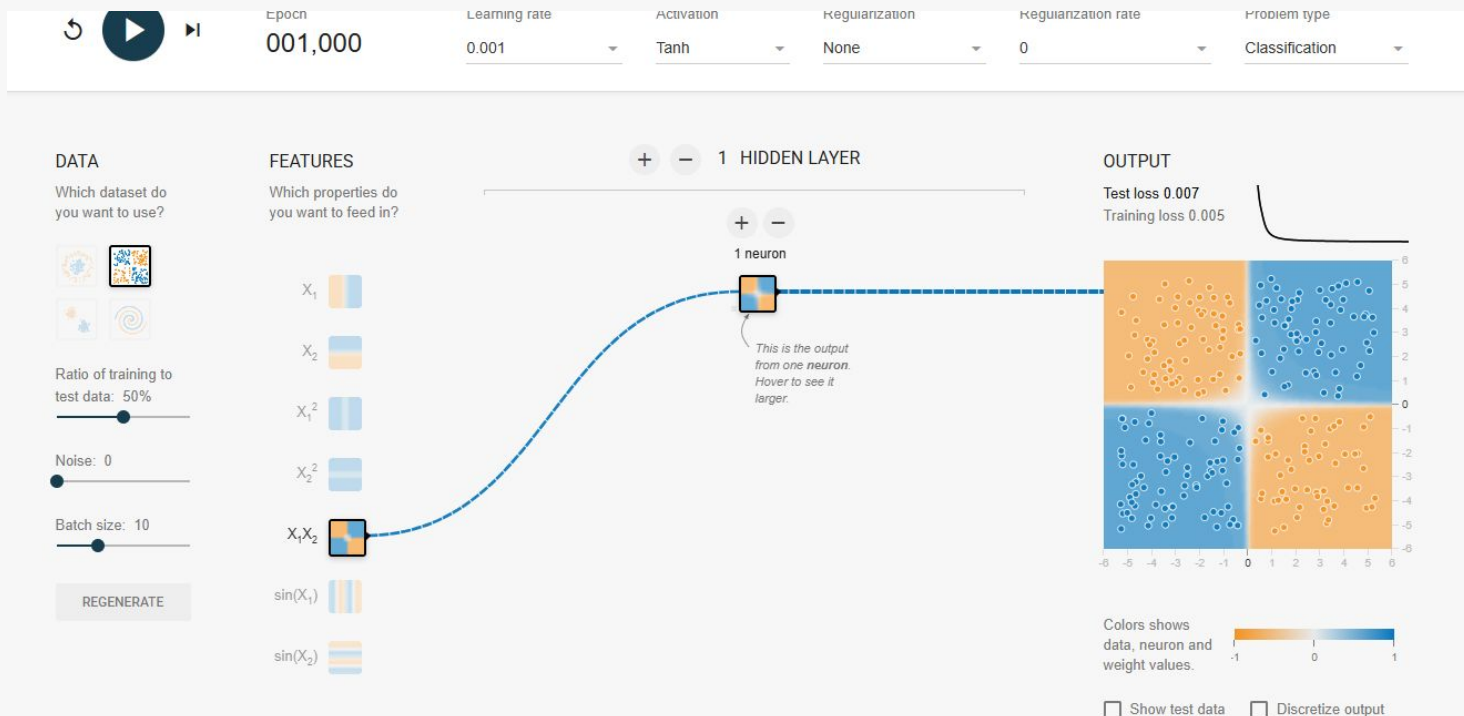 Epoch
Learning rate
Activation
Regularization
Regularization rate
Problem type
001,000
0.001
Tanh
None
0
Classification
DATA
Which dataset do
you want to use?
Ratio of training to
test data: 50%
Noise: 0
Batch size: 10
REGENERATE
FEATURES
Which properties do
you want to feed in?
X₁
X₂
X₁²
X₂²
X₁X₂
sin(X₁)
sin(X₂)
+ − 1 HIDDEN LAYER
+ −
1 neuron
This is the output
from one neuron.
Hover to see it
larger.
OUTPUT
Test loss 0.007
Training loss 0.005
6
5
4
3
2
1
0
-1
-2
-3
-4
-5
-6
-6 -5 -4 -3 -2 -1 0 1 2 3 4 5 6
Colors shows
data, neuron and
weight values.
-1 0 1
Show test data
Discretize output